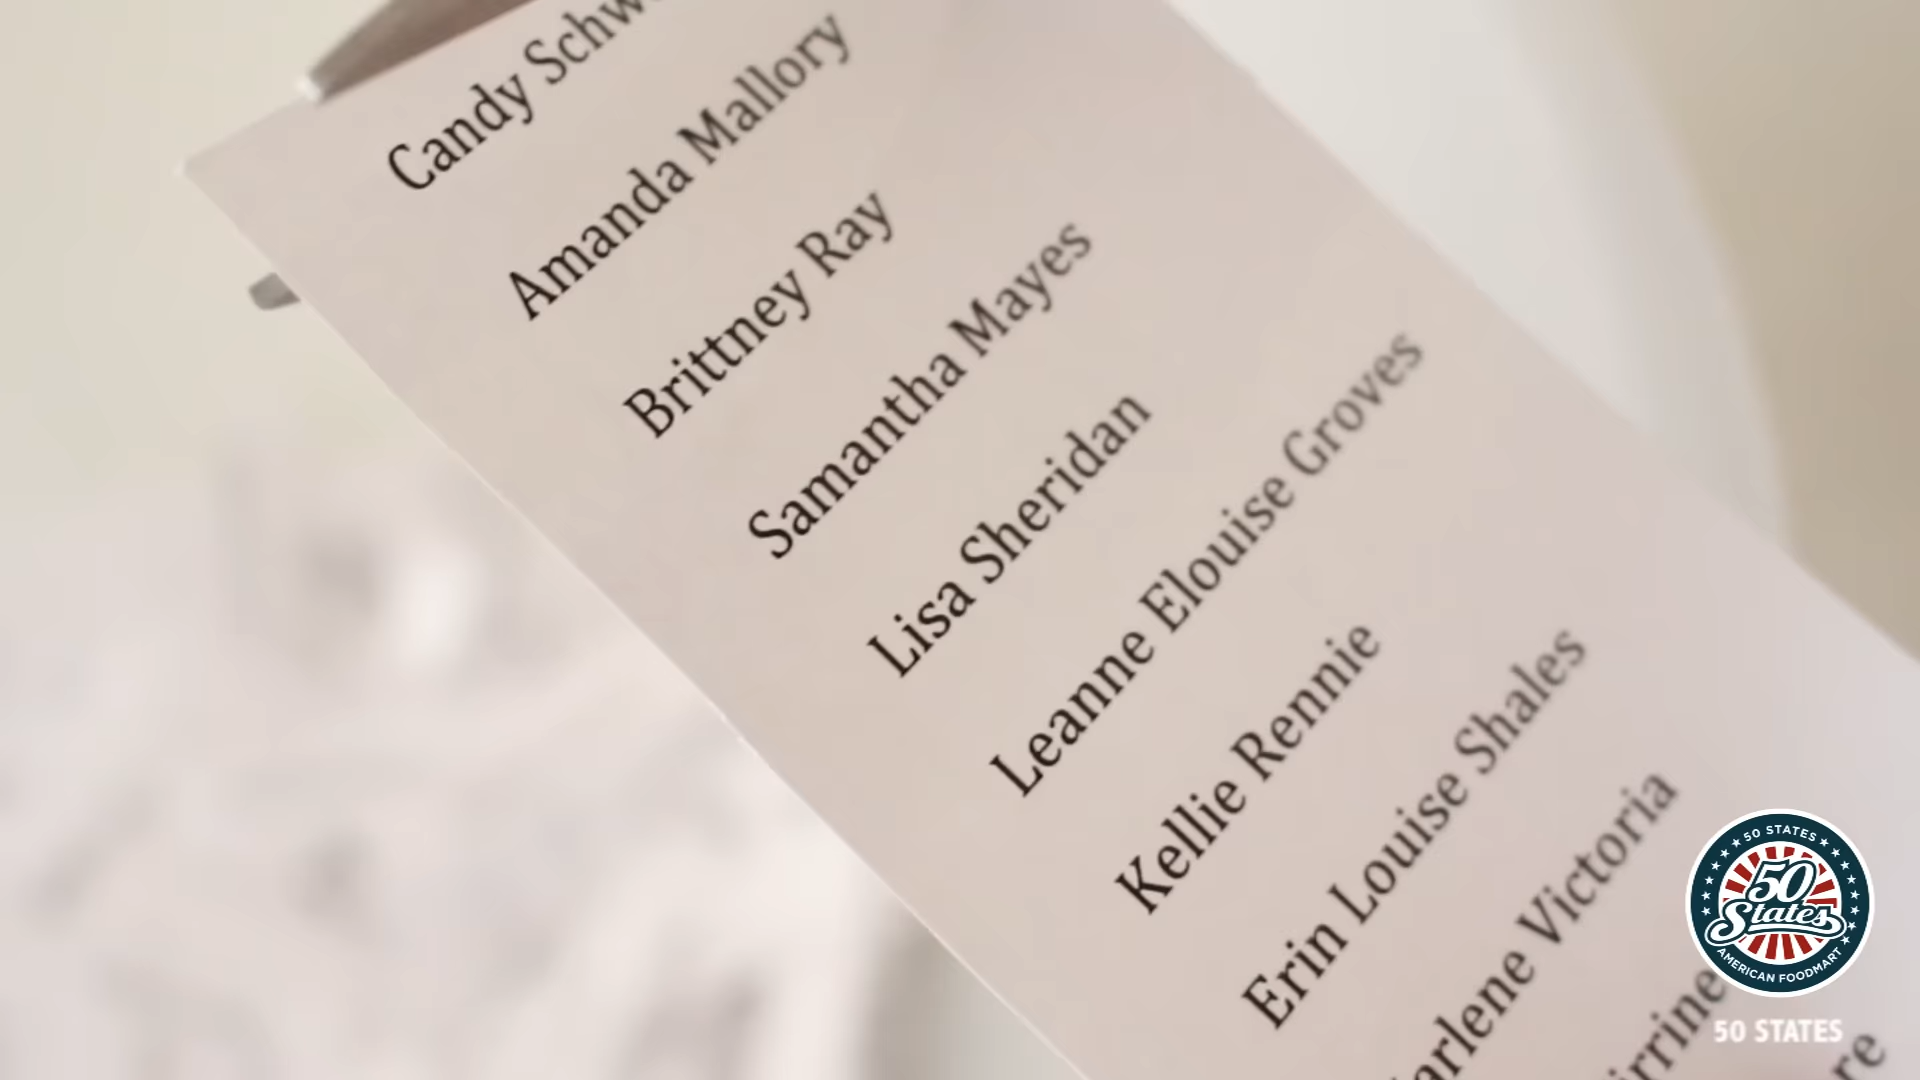 Candy
Amanda Mallory
Brittney Ray
Samantha Mayes
Lisa Sheridan
Leanne Elouise Groves
Kellie Rennie
Erin Louise Shales
Victoria
50 STATES
50
States
AMERICAN FOODMART
50 STATES